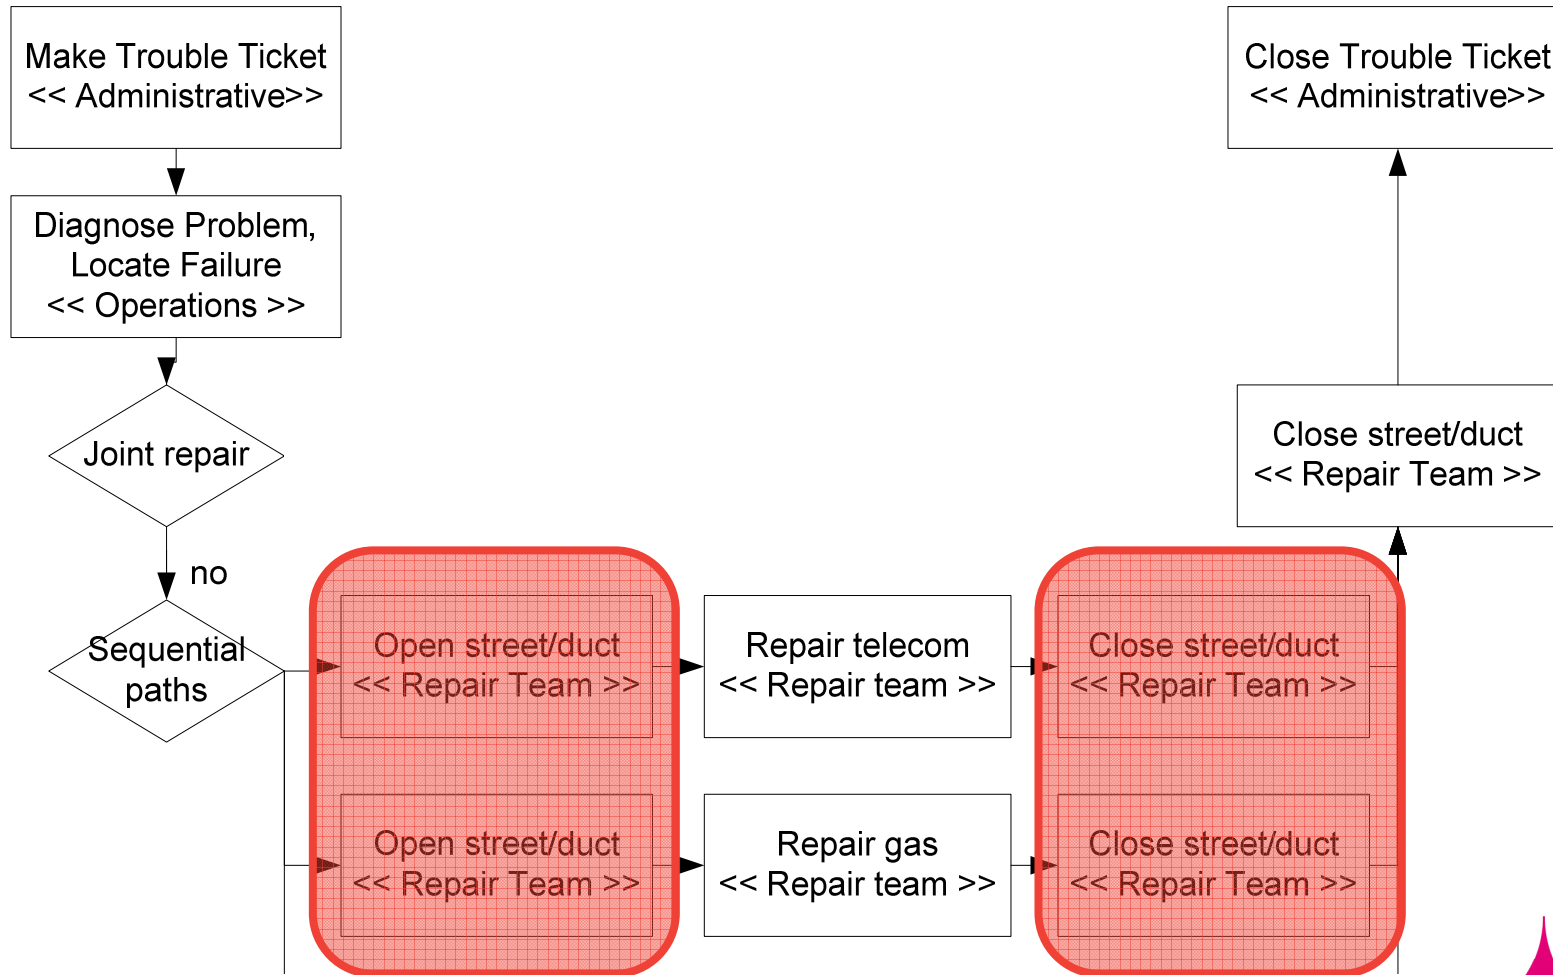 Make Trouble Ticket
<< Administrative>>
Close Trouble Ticket
<< Administrative>>
Diagnose Problem,
Locate Failure
<< Operations >>
Joint repair
Close street/duct
<< Repair Team >>
no
Sequential
paths
Open street/duct
<< Repair Team >>
Repair telecom
<< Repair team >>
Close street/duct
<< Repair Team >>
Open street/duct
<< Repair Team >>
Repair gas
<< Repair team >>
Close street/duct
<< Repair Team >>